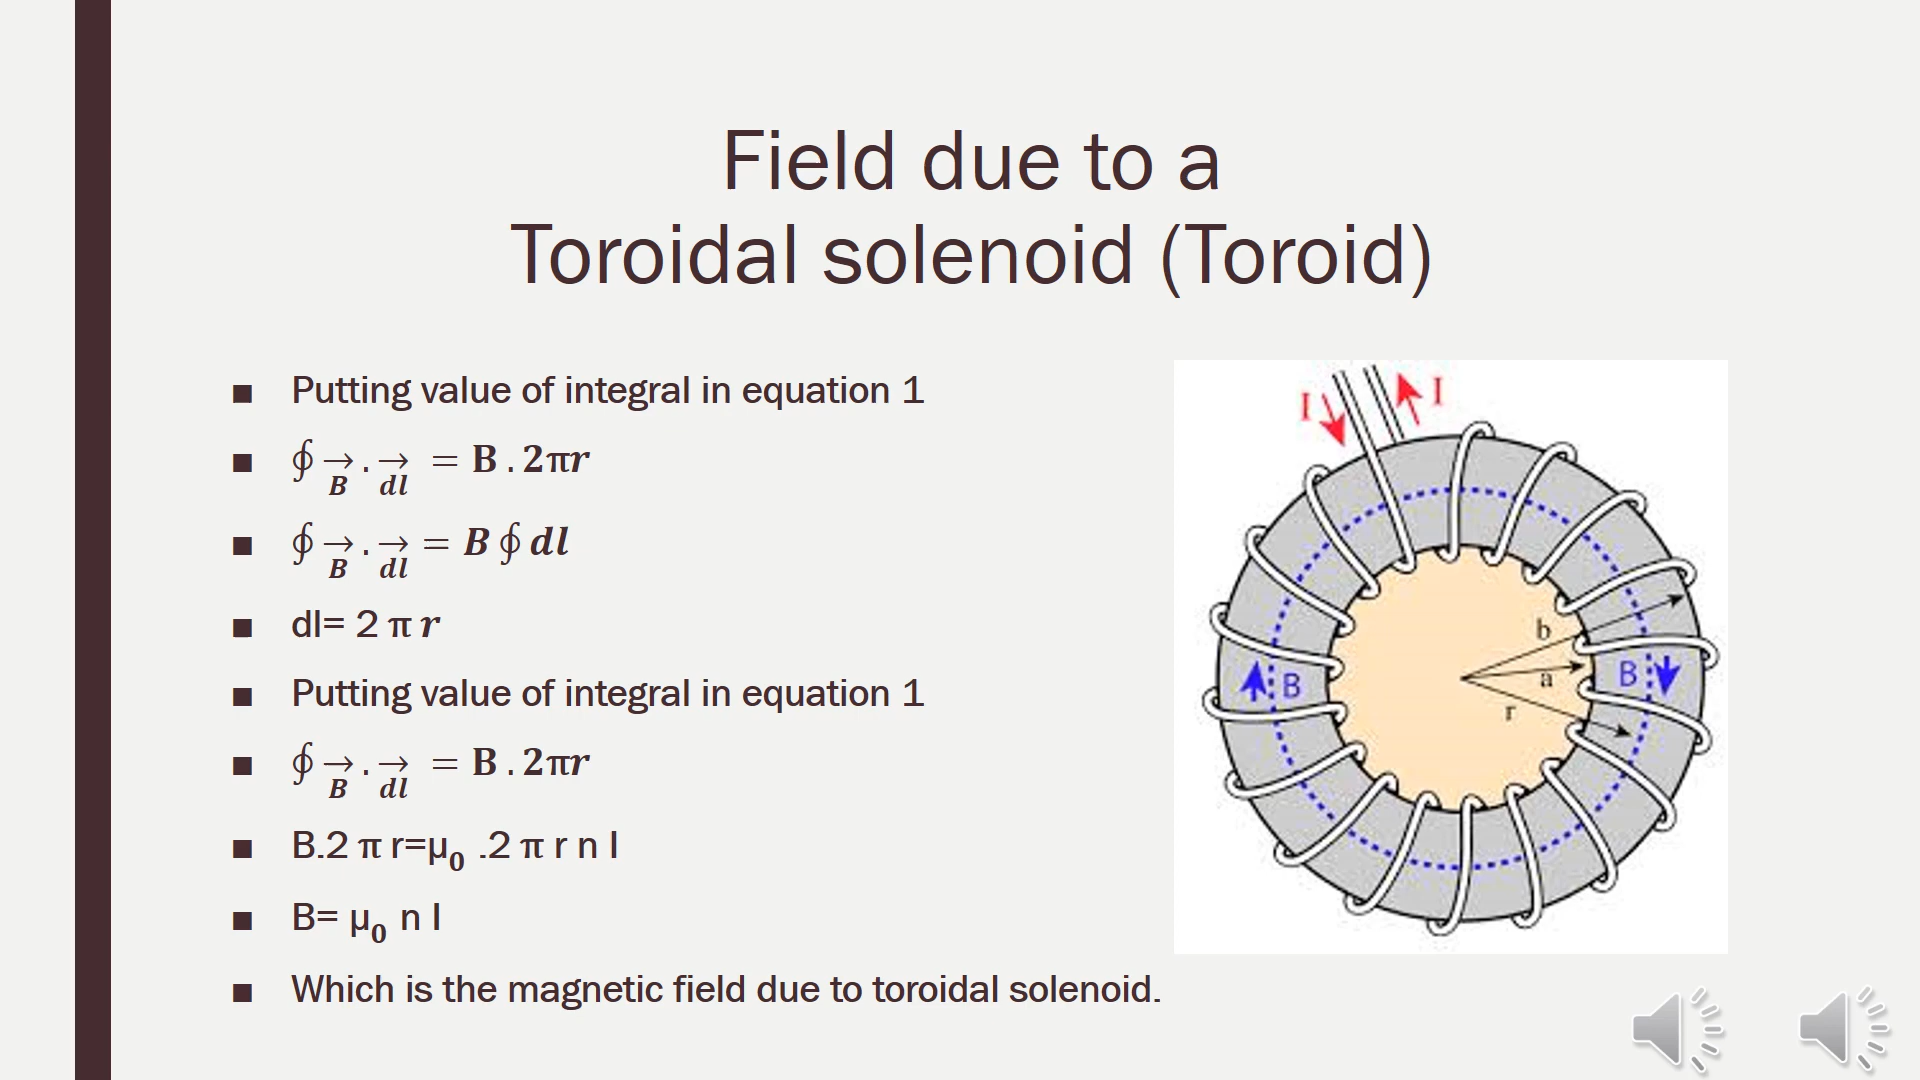 Field due to a
Toroidal solenoid (Toroid)
■ Putting value of integral in equation 1
■ ∮ →B . →dl = B . 2πr
■ ∮ →B . →dl = B ∮ dl
■ dl= 2 π r
■ Putting value of integral in equation 1
■ ∮ →B . →dl = B . 2πr
■ B.2 π r=μ₀ .2 π r n I
■ B= μ₀ n I
■ Which is the magnetic field due to toroidal solenoid.
I
I
b
a
r
B
B